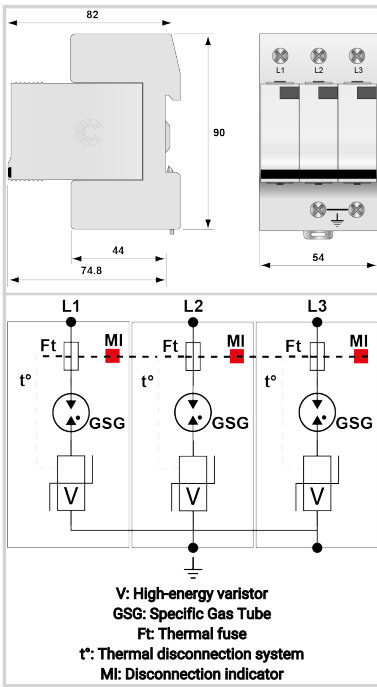 82
L1 L2 L3
90
44
74.8
54
L1 L2 L3
Ft MI Ft MI Ft MI
t° t° t°
GSG GSG GSG
V V V
V: High-energy varistor
GSG: Specific Gas Tube
Ft: Thermal fuse
t°: Thermal disconnection system
MI: Disconnection indicator